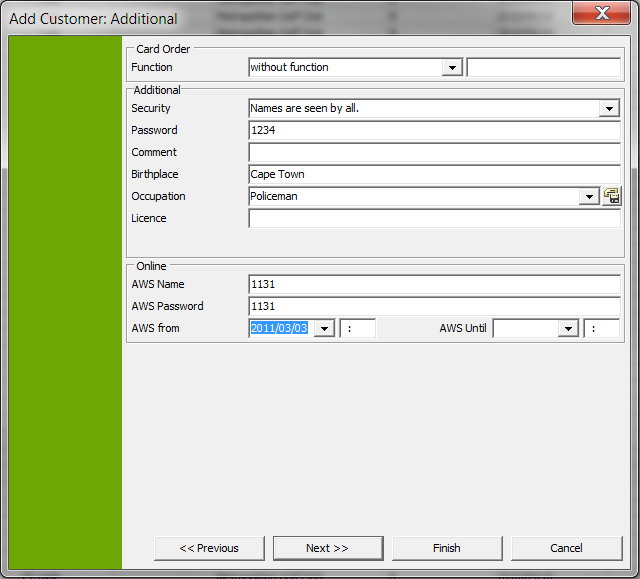 Add Customer: Additional
Card Order
Function without function
Additional
Security Names are seen by all.
Password 1234
Comment
Birthplace Cape Town
Occupation Policeman
Licence
Online
AWS Name 1131
AWS Password 1131
AWS from 2011/03/03 : AWS Until :
<< Previous Next >> Finish Cancel